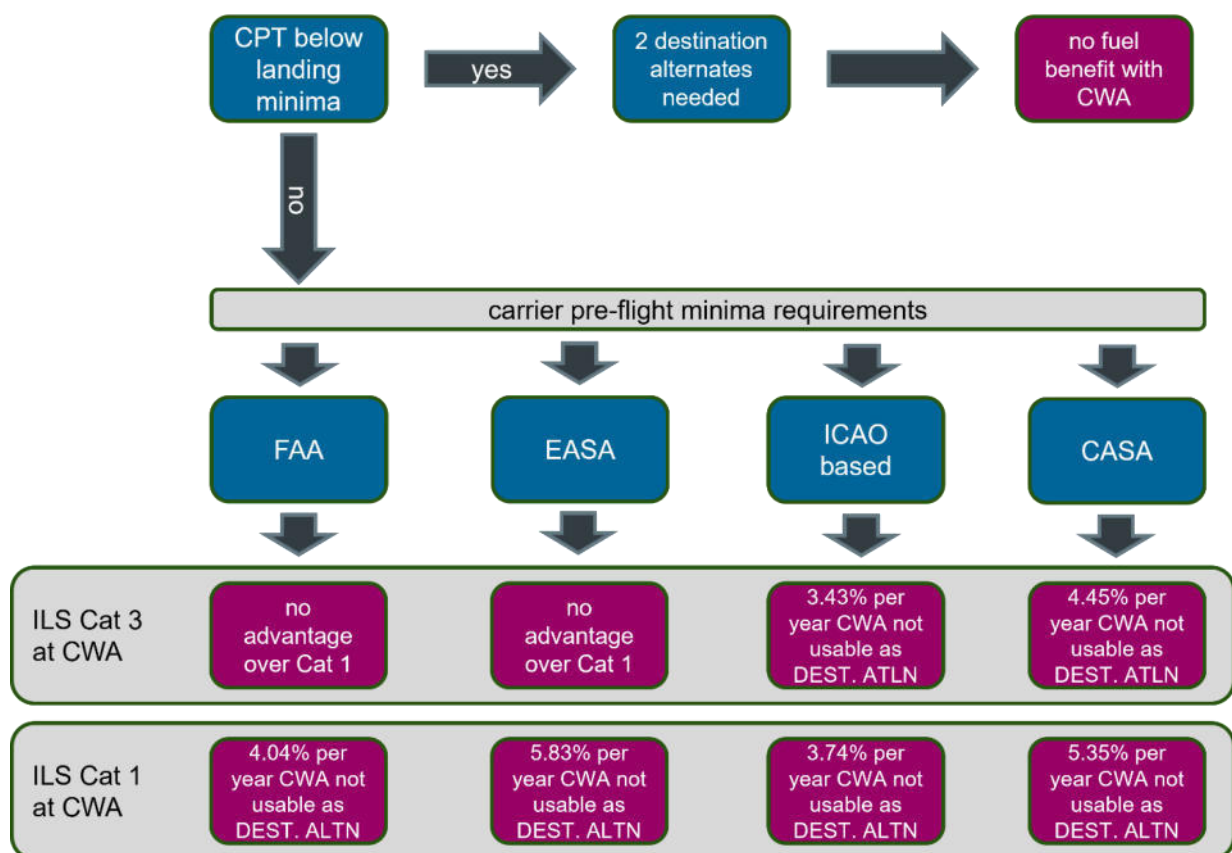 CPT below
landing
minima
yes
2 destination
alternates
needed
no fuel
benefit with
CWA
no
carrier pre-flight minima requirements
FAA
EASA
ICAO
based
CASA
ILS Cat 3
at CWA
no
advantage
over Cat 1
no
advantage
over Cat 1
3.43% per
year CWA not
usable as
DEST. ATLN
4.45% per
year CWA not
usable as
DEST. ATLN
ILS Cat 1
at CWA
4.04% per
year CWA not
usable as
DEST. ALTN
5.83% per
year CWA not
usable as
DEST. ALTN
3.74% per
year CWA not
usable as
DEST. ALTN
5.35% per
year CWA not
usable as
DEST. ALTN